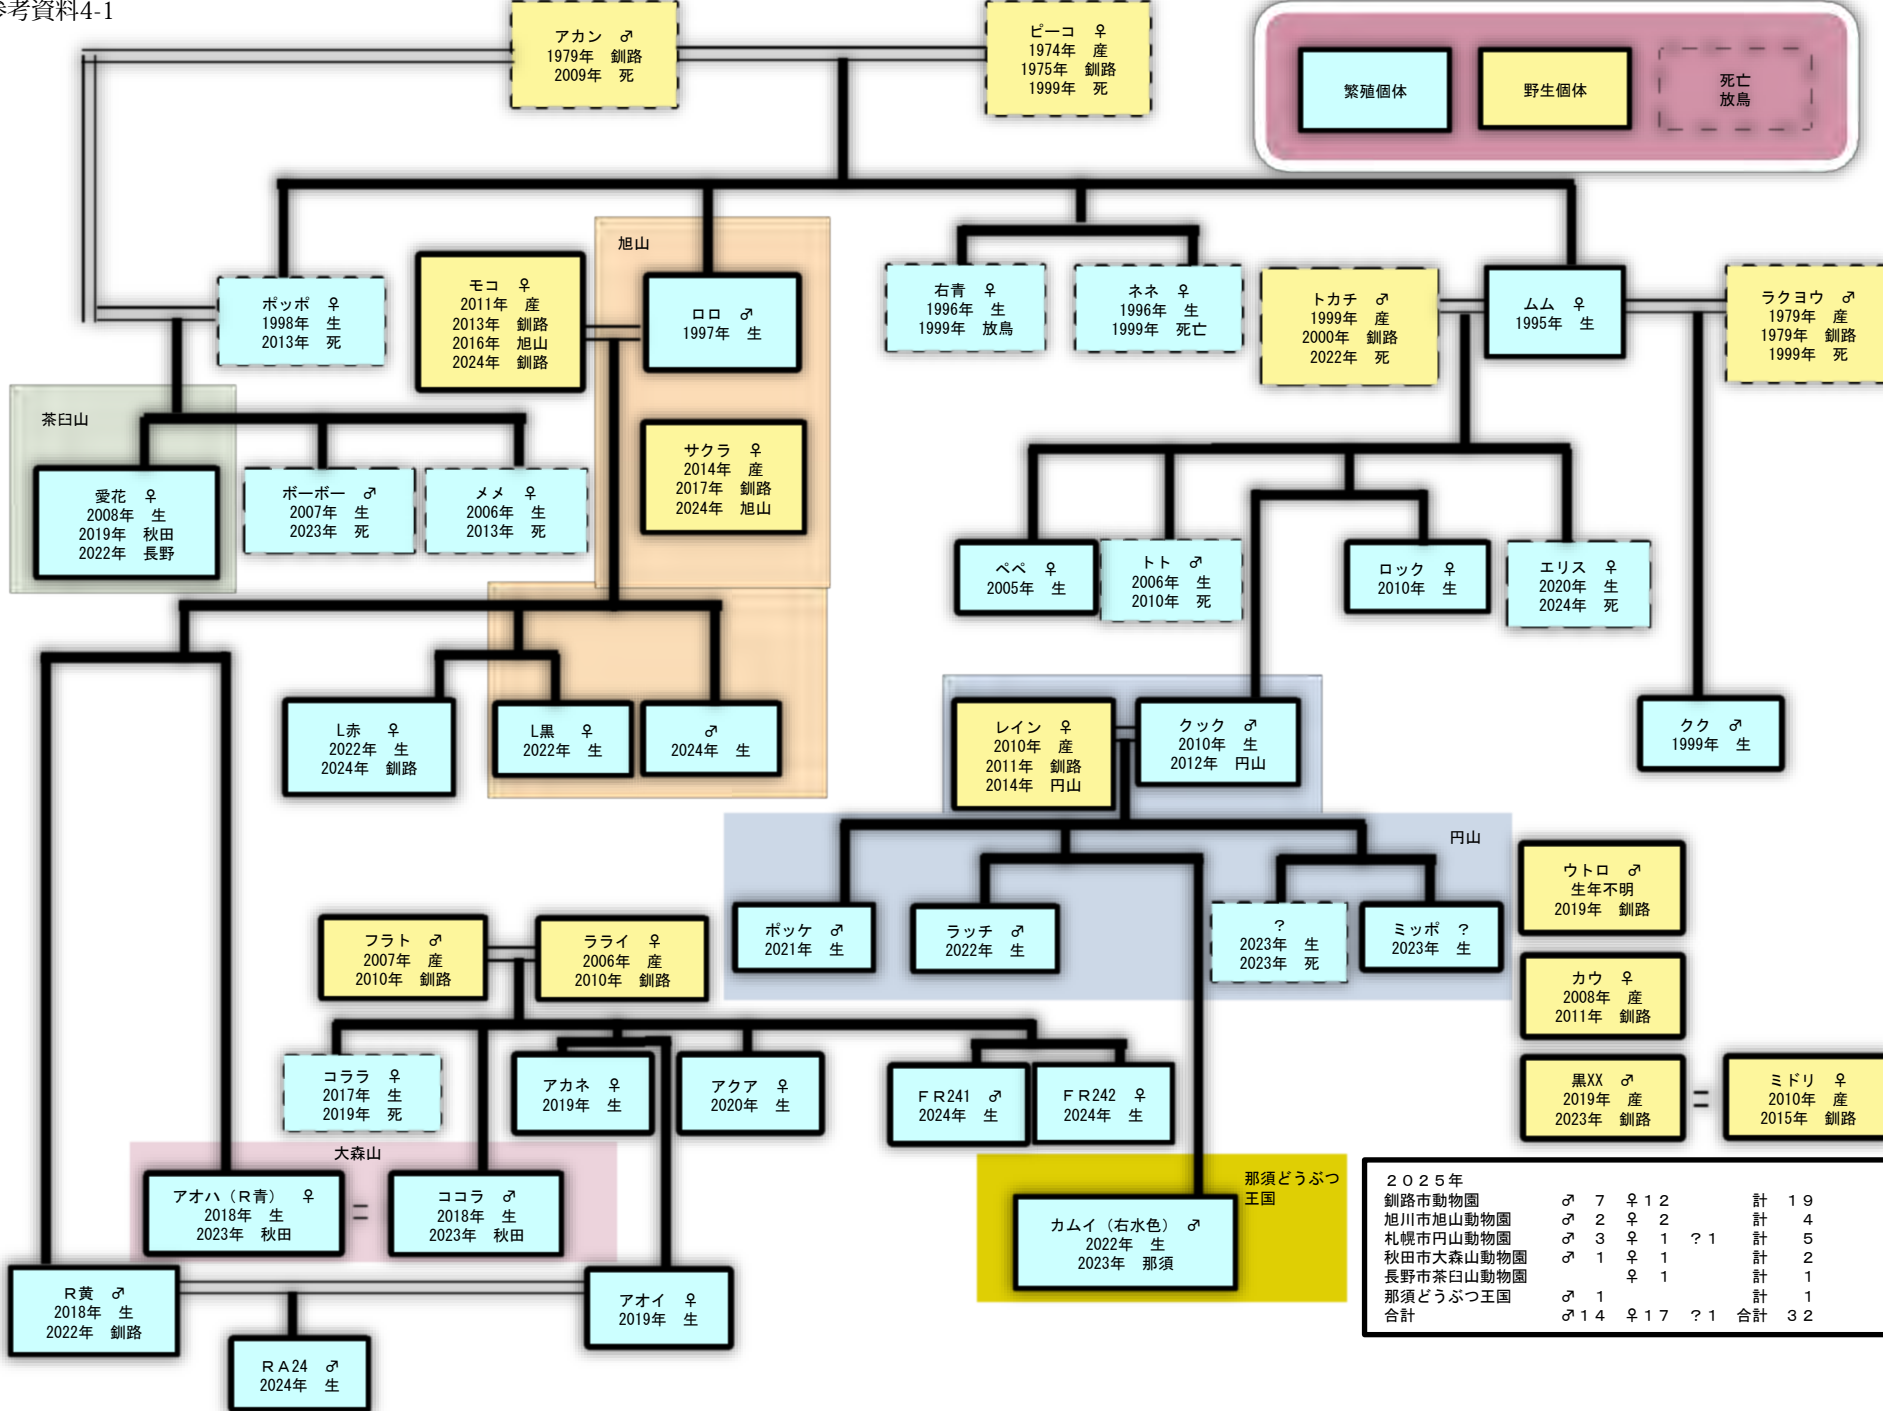 参考資料4-1
アカン　♂
1979年　釧路
2009年　死
ピーコ　♀
1974年　産
1975年　釧路
1999年　死
繁殖個体
野生個体
死亡
放鳥
旭山
ポッポ　♀
1998年　生
2013年　死
モコ　♀
2011年　産
2013年　釧路
2016年　旭山
2024年　釧路
ロロ　♂
1997年　生
右青　♀
1996年　生
1999年　放鳥
ネネ　♀
1996年　生
1999年　死亡
トカチ　♂
1999年　産
2000年　釧路
2022年　死
ムム　♀
1995年　生
ラクヨウ　♂
1979年　産
1979年　釧路
1999年　死
茶臼山
愛花　♀
2008年　生
2019年　秋田
2022年　長野
ボーボー　♂
2007年　生
2023年　死
メメ　♀
2006年　生
2013年　死
サクラ　♀
2014年　産
2017年　釧路
2024年　旭山
ペペ　♀
2005年　生
トト　♂
2006年　生
2010年　死
ロック　♀
2010年　生
エリス　♀
2020年　生
2024年　死
L赤　♀
2022年　生
2024年　釧路
L黒　♀
2022年　生
♂
2024年　生
レイン　♀
2010年　産
2011年　釧路
2014年　円山
クック　♂
2010年　生
2012年　円山
クク　♂
1999年　生
円山
ポッケ　♂
2021年　生
ラッチ　♂
2022年　生
？
2023年　生
2023年　死
ミッポ　?
2023年　生
ウトロ　♂
生年不明
2019年　釧路
フラト　♂
2007年　産
2010年　釧路
ラライ　♀
2006年　産
2010年　釧路
カウ　♀
2008年　産
2011年　釧路
コララ　♀
2017年　生
2019年　死
アカネ　♀
2019年　生
アクア　♀
2020年　生
ＦＲ241　♂
2024年　生
ＦＲ242　♀
2024年　生
黒XX　♂
2019年　産
2023年　釧路
=
ミドリ　♀
2010年　産
2015年　釧路
大森山
アオハ（Ｒ青）　♀
2018年　生
2023年　秋田
=
ココラ　♂
2018年　生
2023年　秋田
那須どうぶつ
王国
カムイ（右水色）　♂
2022年　生
2023年　那須
Ｒ黄　♂
2018年　生
2022年　釧路
アオイ　♀
2019年　生
ＲＡ24　♂
2024年　生
２０２５年
釧路市動物園　♂　７　♀１２　計　１９
旭川市旭山動物園　♂　２　♀　２　計　４
札幌市円山動物園　♂　３　♀　１　？１　計　５
秋田市大森山動物園　♂　１　♀　１　計　２
長野市茶臼山動物園　♀　１　計　１
那須どうぶつ王国　♂　１　計　１
合計　♂１４　♀１７　？１　合計　３２